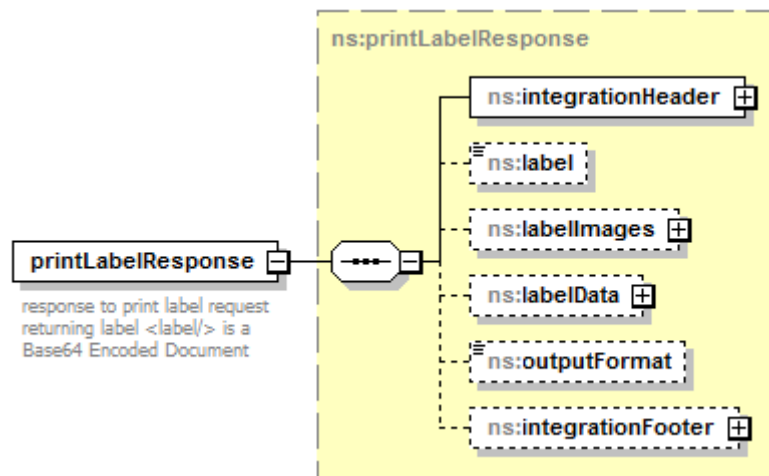 ns:printLabelResponse
ns:integrationHeader
ns:label
ns:labelImages
printLabelResponse
response to print label request
returning label <label/> is a
Base64 Encoded Document
ns:labelData
ns:outputFormat
ns:integrationFooter